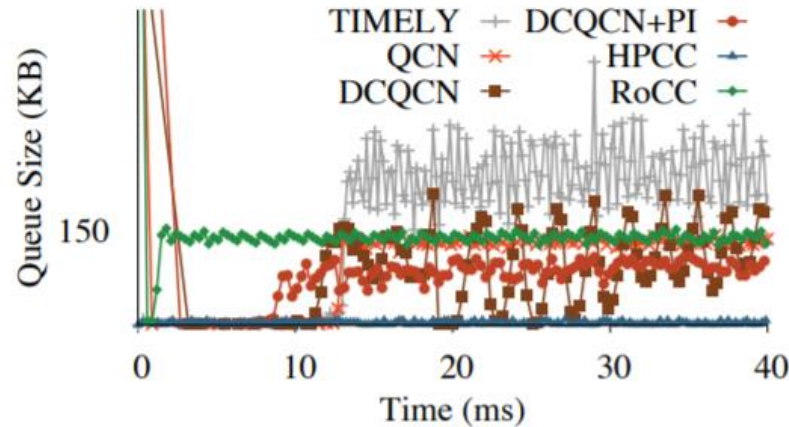 TIMELY DCQCN+PI
QCN HPCC
DCQCN RoCC
Queue Size (KB)
150
0 10 20 30 40
Time (ms)